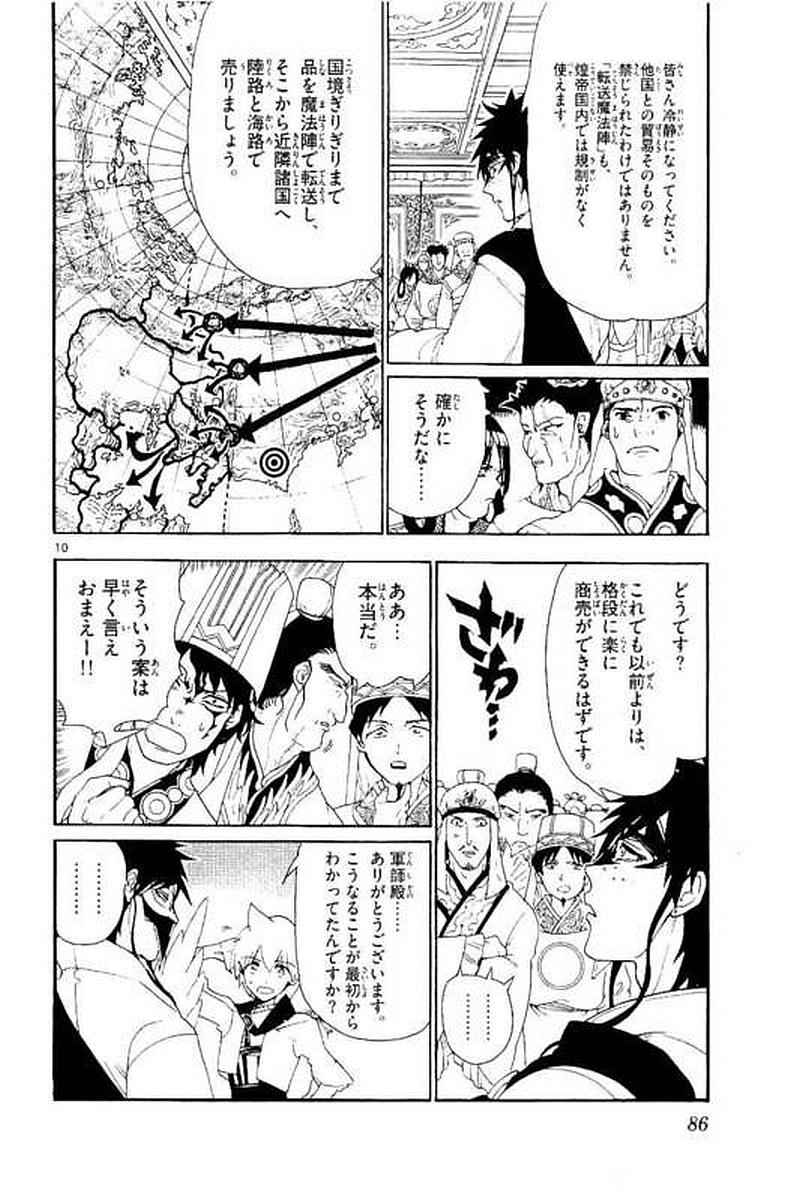 皆さん冷静になってください。
他国との貿易そのものを
禁じられたわけではありません。
「転送魔法陣」も、
煌帝国内では規制がなく
使えます。
国境ぎりぎりまで
品を魔法陣で転送し、
そこから近隣諸国へ
陸路と海路で
売りましょう。
確かに
そうだな……
10
どうです?
これでも以前よりは、
格段に楽に
商売ができるはずです。
ざわ…
………
ああ…
本当だ。
そういう案は
早く言え
おまえー!!
軍師殿……
ありがとうございます。
こうなることが最初から
わかってたんですか?
………
………
86